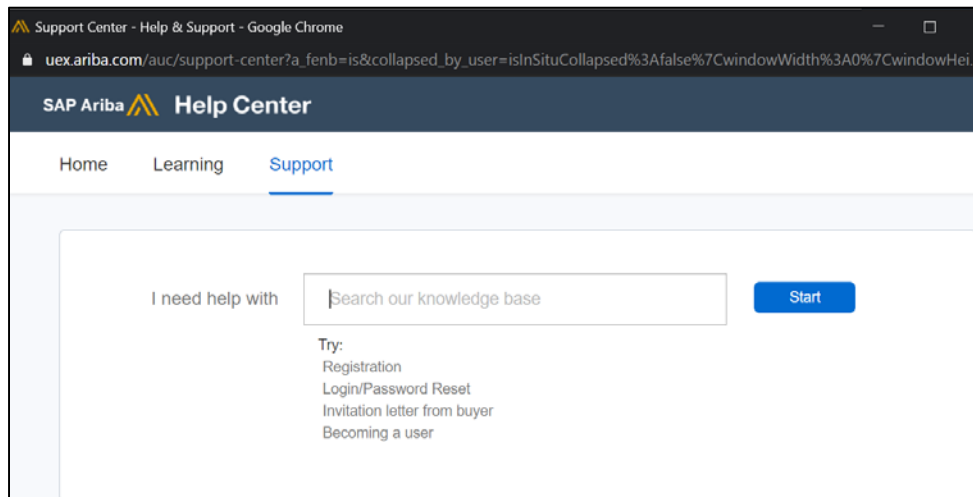 Support Center - Help & Support - Google Chrome
uex.ariba.com/auc/support-center?a_fenb=is&collapsed_by_user=isInSituCollapsed%3Afalse%7CwindowWidth%3A0%7CwindowHei.
SAP Ariba Help Center
Home Learning Support
I need help with Search our knowledge base Start
Try:
Registration
Login/Password Reset
Invitation letter from buyer
Becoming a user